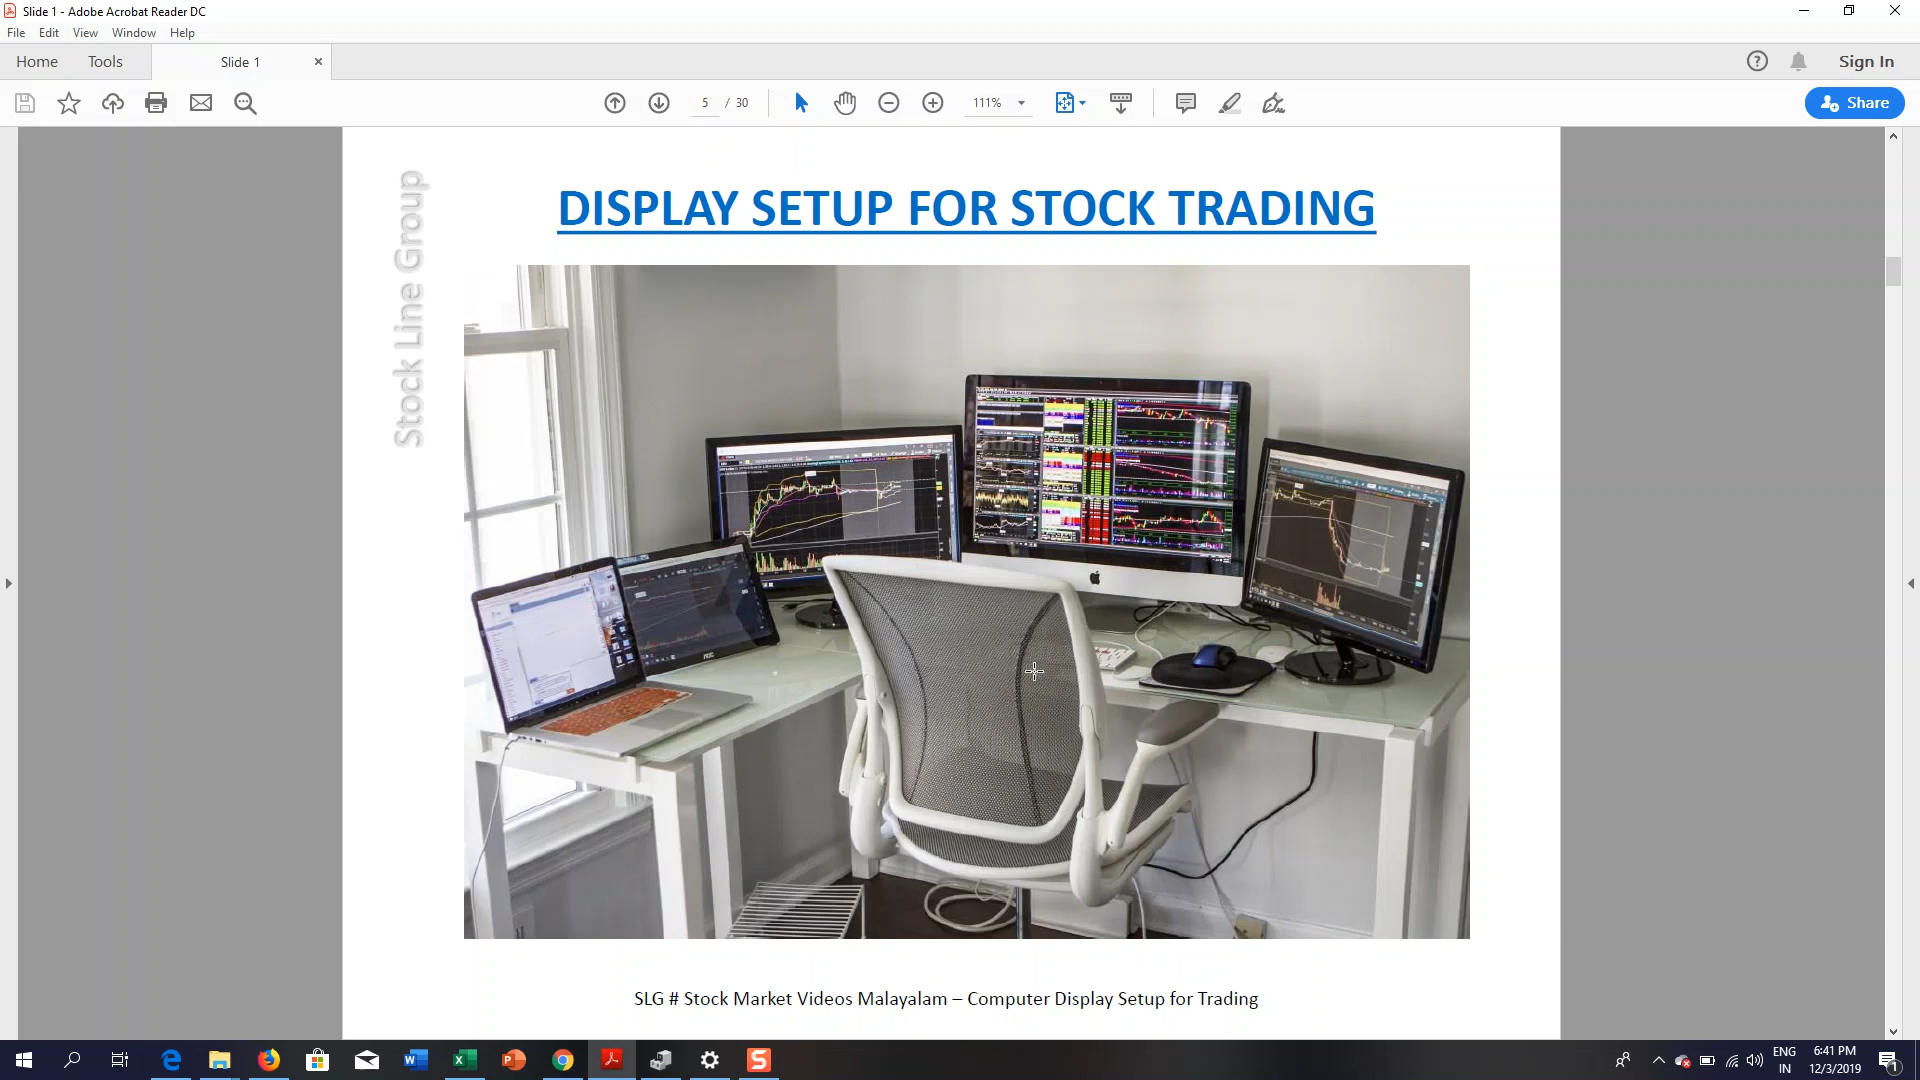 Slide 1 - Adobe Acrobat Reader DC
File Edit View Window Help
Home Tools Slide 1 Sign In
5 / 30 111% Share
Stock Line Group
DISPLAY SETUP FOR STOCK TRADING
AOC
SLG # Stock Market Videos Malayalam – Computer Display Setup for Trading
ENG 6:41 PM
IN 12/3/2019 1